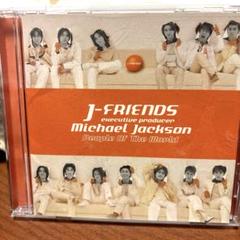 J-FRIENDS
executive producer
Michael Jackson
People Of The World